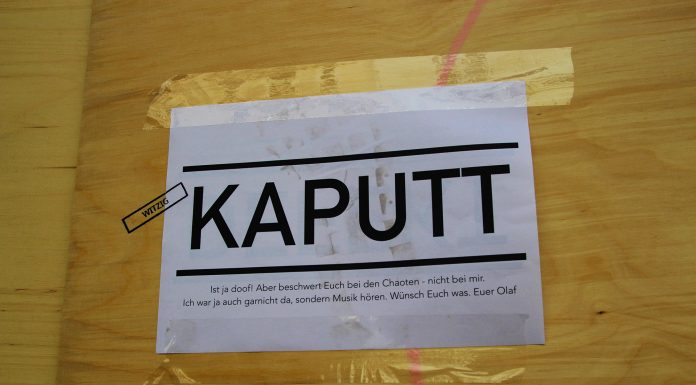 WITZIG
KAPUTT
Ist ja doof! Aber beschwert Euch bei den Chaoten - nicht bei mir.
Ich war ja auch garnicht da, sondern Musik hören. Wünsch Euch was. Euer Olaf